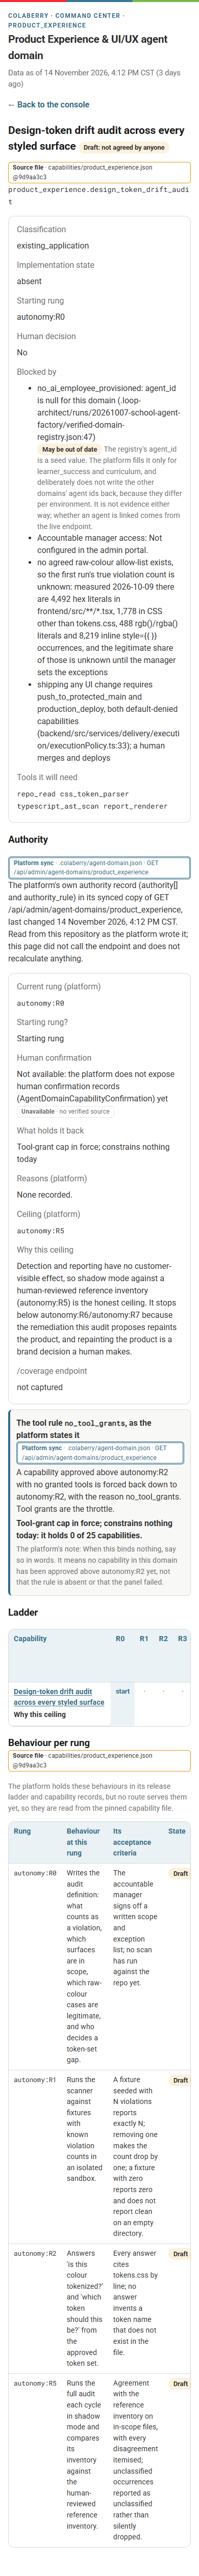 COLABERRY · COMMAND CENTER ·
PRODUCT_EXPERIENCE
Product Experience & UI/UX agent
domain
Data as of 14 November 2026, 4:12 PM CST (3 days
ago)
← Back to the console
Design-token drift audit across every
styled surface Draft: not agreed by anyone
Source file · capabilities/product_experience.json
@9d9aa3c3
product_experience.design_token_drift_audi
t
Classification
existing_application
Implementation state
absent
Starting rung
autonomy:R0
Human decision
No
Blocked by
• no_ai_employee_provisioned: agent_id
is null for this domain (.loop-
architect/runs/20261007-school-agent-
factory/verified-domain-
registry.json:47)
May be out of date The registry's agent_id
is a seed value. The platform fills it only for
learner_success and curriculum, and
deliberately does not write the other
domains' agent ids back, because they differ
per environment. It is not evidence either
way; whether an agent is linked comes from
the live endpoint.
• Accountable manager access: Not
configured in the admin portal.
• no agreed raw-colour allow-list exists,
so the first run's true violation count is
unknown: measured 2026-10-09 there
are 4,492 hex literals in
frontend/src/**/*.tsx, 1,778 in CSS
other than tokens.css, 488 rgb()/rgba()
literals and 8,219 inline style={{ }}
occurrences, and the legitimate share
of those is unknown until the manager
sets the exceptions
• shipping any UI change requires
push_to_protected_main and
production_deploy, both default-denied
capabilities
(backend/src/services/delivery/executi
on/executionPolicy.ts:33); a human
merges and deploys
Tools it will need
repo_read css_token_parser
typescript_ast_scan report_renderer
Authority
Platform sync · .colaberry/agent-domain.json · GET
/api/admin/agent-domains/product_experience
The platform's own authority record (authority[]
and authority_rule) in its synced copy of GET
/api/admin/agent-domains/product_experience,
last changed 14 November 2026, 4:12 PM CST.
Read from this repository as the platform wrote it;
this page did not call the endpoint and does not
recalculate anything.
Current rung (platform)
autonomy:R0
Starting rung?
Starting rung
Human confirmation
Not available: the platform does not expose
human confirmation records
(AgentDomainCapabilityConfirmation) yet
Unavailable · no verified source
What holds it back
Tool-grant cap in force; constrains nothing
today
Reasons (platform)
None recorded.
Ceiling (platform)
autonomy:R5
Why this ceiling
Detection and reporting have no customer-
visible effect, so shadow mode against a
human-reviewed reference inventory
(autonomy:R5) is the honest ceiling. It stops
below autonomy:R6/autonomy:R7 because
the remediation this audit proposes repaints
the product, and repainting the product is a
brand decision a human makes.
/coverage endpoint
not captured
The tool rule no_tool_grants, as the
platform states it
Platform sync · .colaberry/agent-domain.json · GET
/api/admin/agent-domains/product_experience
A capability approved above autonomy:R2
with no granted tools is forced back down to
autonomy:R2, with the reason no_tool_grants.
Tool grants are the throttle.
Tool-grant cap in force; constrains nothing
today: it holds 0 of 25 capabilities.
The platform's note: When this binds nothing, say
so in words. It means no capability in this domain
has been approved above autonomy:R2 yet, not
that the rule is absent or that the panel failed.
Ladder
Capability R0 R1 R2 R3
Design-token drift audit start · · ·
across every styled surface
Why this ceiling
Behaviour per rung
Source file · capabilities/product_experience.json
@9d9aa3c3
The platform holds these behaviours in its release
ladder and capability records, but no route serves them
yet, so they are read from the pinned capability file.
Rung Behaviour at this rung Its acceptance criteria State
autonomy:R0
Writes the
audit
definition:
what
counts as
a violation,
which
surfaces
are in
scope,
which raw-
colour
cases are
legitimate,
and who
decides a
token-set
gap.
The
accountable
manager
signs off a
written scope
and
exception
list; no scan
has run
against the
repo yet.
Draft
autonomy:R1
Runs the
scanner
against
fixtures
with
known
violation
counts in
an isolated
sandbox.
A fixture
seeded with
N violations
reports
exactly N;
removing one
makes the
count drop by
one; a fixture
with zero
reports zero
and does not
report clean
on an empty
directory.
Draft
autonomy:R2
Answers
'is this
colour
tokenized?'
and 'which
token
should this
be?' from
the
approved
token set.
Every answer
cites
tokens.css by
line; no
answer
invents a
token name
that does not
exist in the
file.
Draft
autonomy:R5
Runs the
full audit
each cycle
in shadow
mode and
compares
its
inventory
against
the
human-
reviewed
reference
inventory.
Agreement
with the
reference
inventory on
in-scope files,
with every
disagreement
itemised;
unclassified
occurrences
reported as
unclassified
rather than
silently
dropped.
Draft